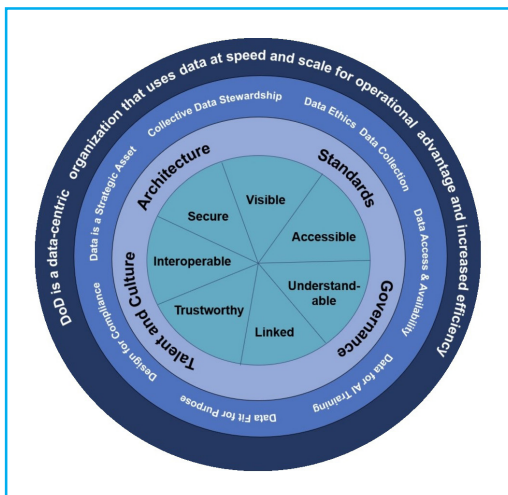 DoD is a data-centric organization that uses data at speed and scale for operational advantage and increased efficiency
Data is a Strategic Asset
Collective Data Stewardship
Data Ethics
Data Collection
Data Access & Availability
Data for AI Training
Data Fit for Purpose
Design for Compliance
Architecture
Standards
Governance
Talent and Culture
Visible
Accessible
Understand-
able
Linked
Trustworthy
Interoperable
Secure